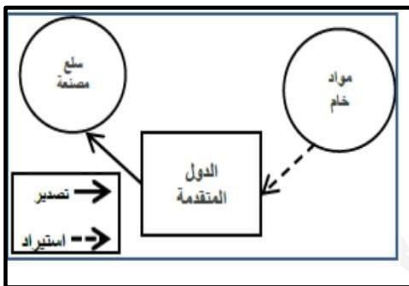 سلع
مصنعة
مواد
خام
الدول
المتقدمة
تصدير
استيراد